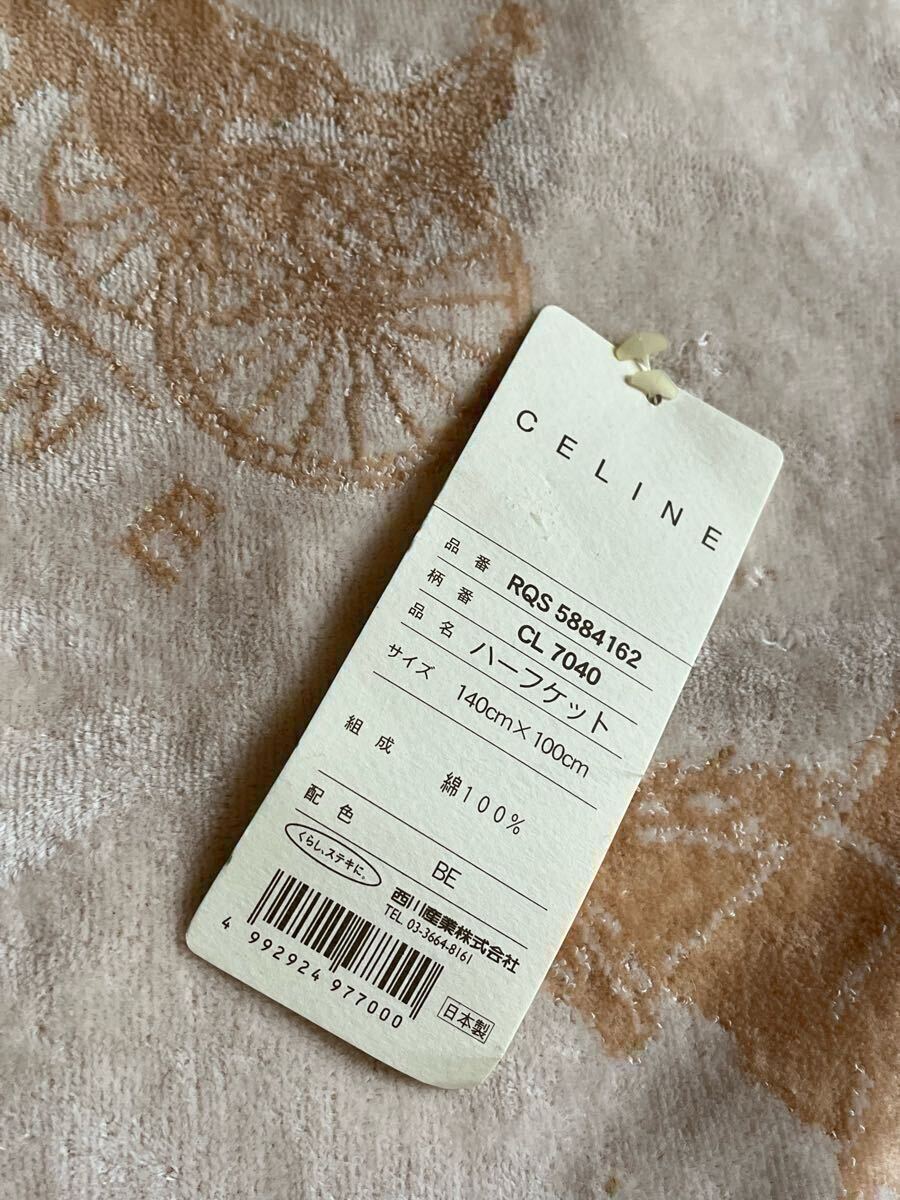 CELINE
品番 RQS 5884162
柄番 CL 7040
品名 ハーフケット
サイズ 140cm×100cm
組成 綿100%
配色 BE
くらし、ステキに。
西川産業株式会社
TEL 03-3664-8161
4 992924 977000
日本製
N
E